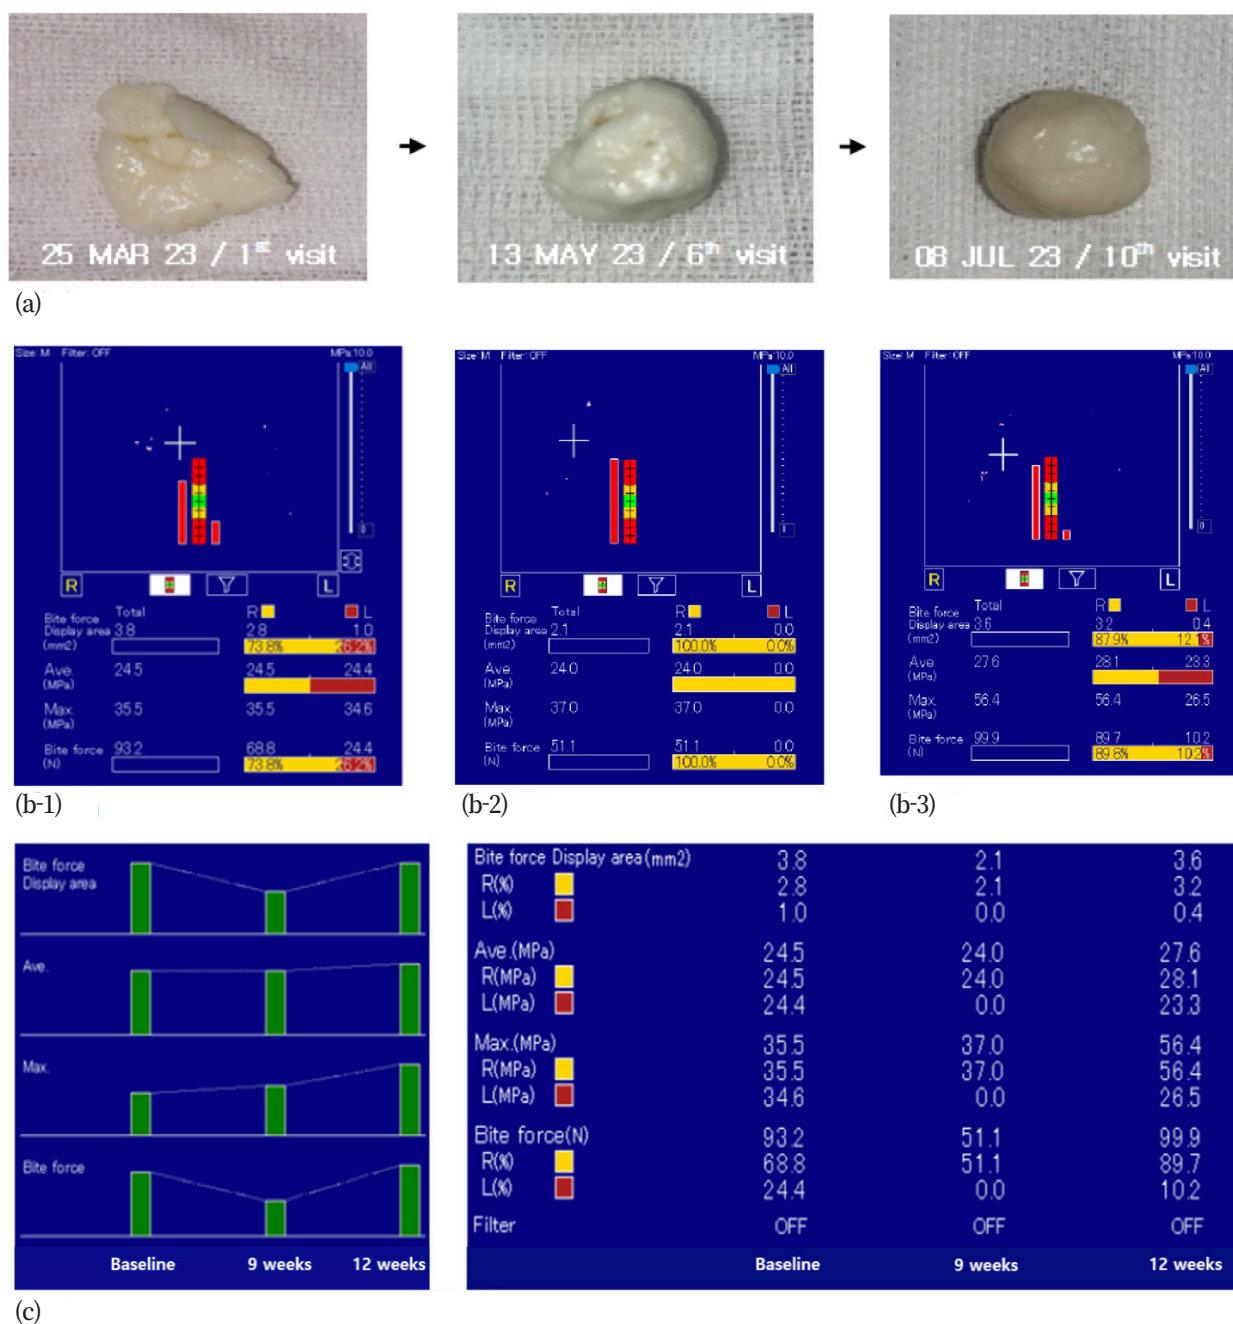 25 MAR 23 / 1st visit
13 MAY 23 / 6th visit
08 JUL 23 / 10th visit
(a)
Size: M Filter: OFF MPa:10.0
All
0
R L
Total R L
Bite force
Display area 3.8 2.8 1.0
(mm2) 73.8% 26.2%
Ave. 24.5 24.5 24.4
(MPa)
Max. 35.5 35.5 34.6
(MPa)
Bite force 93.2 68.8 24.4
(N) 73.8% 26.2%
(b-1)
Size: M Filter: OFF MPa:10.0
All
0
R L
Total R L
Bite force
Display area 2.1 2.1 0.0
(mm2) 100.0% 0.0%
Ave. 24.0 24.0 0.0
(MPa)
Max. 37.0 37.0 0.0
(MPa)
Bite force 51.1 51.1 0.0
(N) 100.0% 0.0%
(b-2)
Size: M Filter: OFF MPa:10.0
All
0
R L
Total R L
Bite force
Display area 3.6 3.2 0.4
(mm2) 87.9% 12.1%
Ave. 27.6 28.1 23.3
(MPa)
Max. 56.4 56.4 26.5
(MPa)
Bite force 99.9 89.7 10.2
(N) 89.8% 10.2%
(b-3)
Bite force
Display area
Ave.
Max.
Bite force
Baseline 9 weeks 12 weeks
Bite force Display area(mm2) 3.8 2.1 3.6
R(%) 2.8 2.1 3.2
L(%) 1.0 0.0 0.4
Ave.(MPa) 24.5 24.0 27.6
R(MPa) 24.5 24.0 28.1
L(MPa) 24.4 0.0 23.3
Max.(MPa) 35.5 37.0 56.4
R(MPa) 35.5 37.0 56.4
L(MPa) 34.6 0.0 26.5
Bite force(N) 93.2 51.1 99.9
R(%) 68.8 51.1 89.7
L(%) 24.4 0.0 10.2
Filter OFF OFF OFF
Baseline 9 weeks 12 weeks
(c)